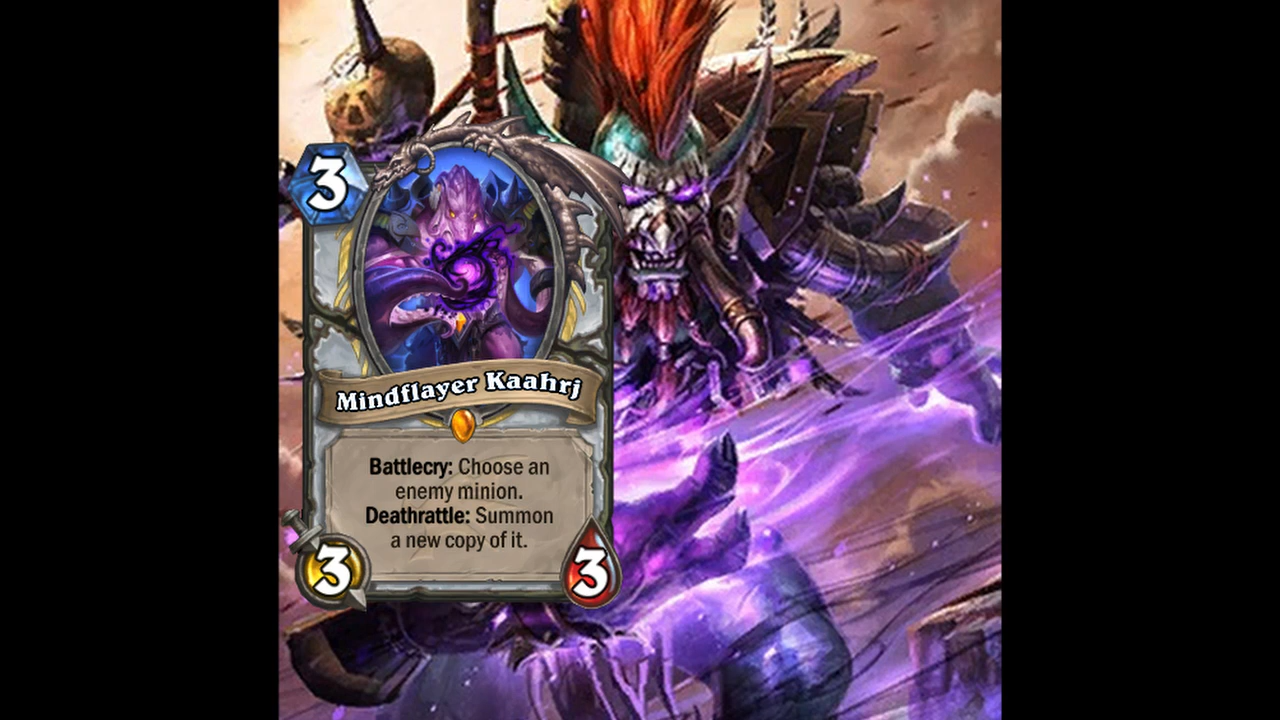 3
Mindflayer Kaahrj
Battlecry: Choose an
enemy minion.
Deathrattle: Summon
a new copy of it.
3
3